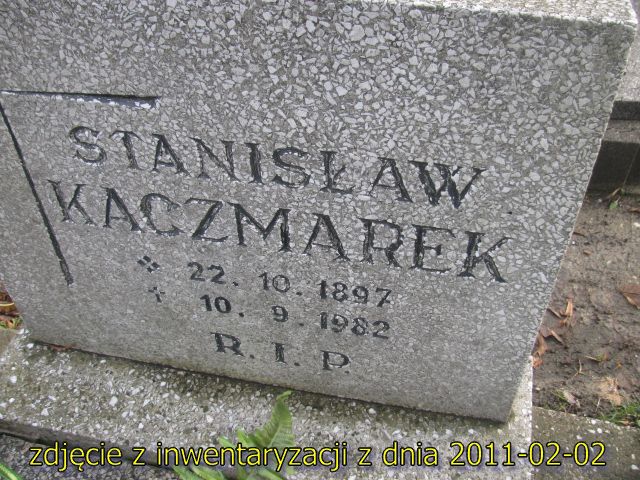 STANISŁAW
KACZMAREK
* 22. 10. 1897
† 10. 9. 1982
R. I. P.
zdjęcie z inwentaryzacji z dnia 2011-02-02